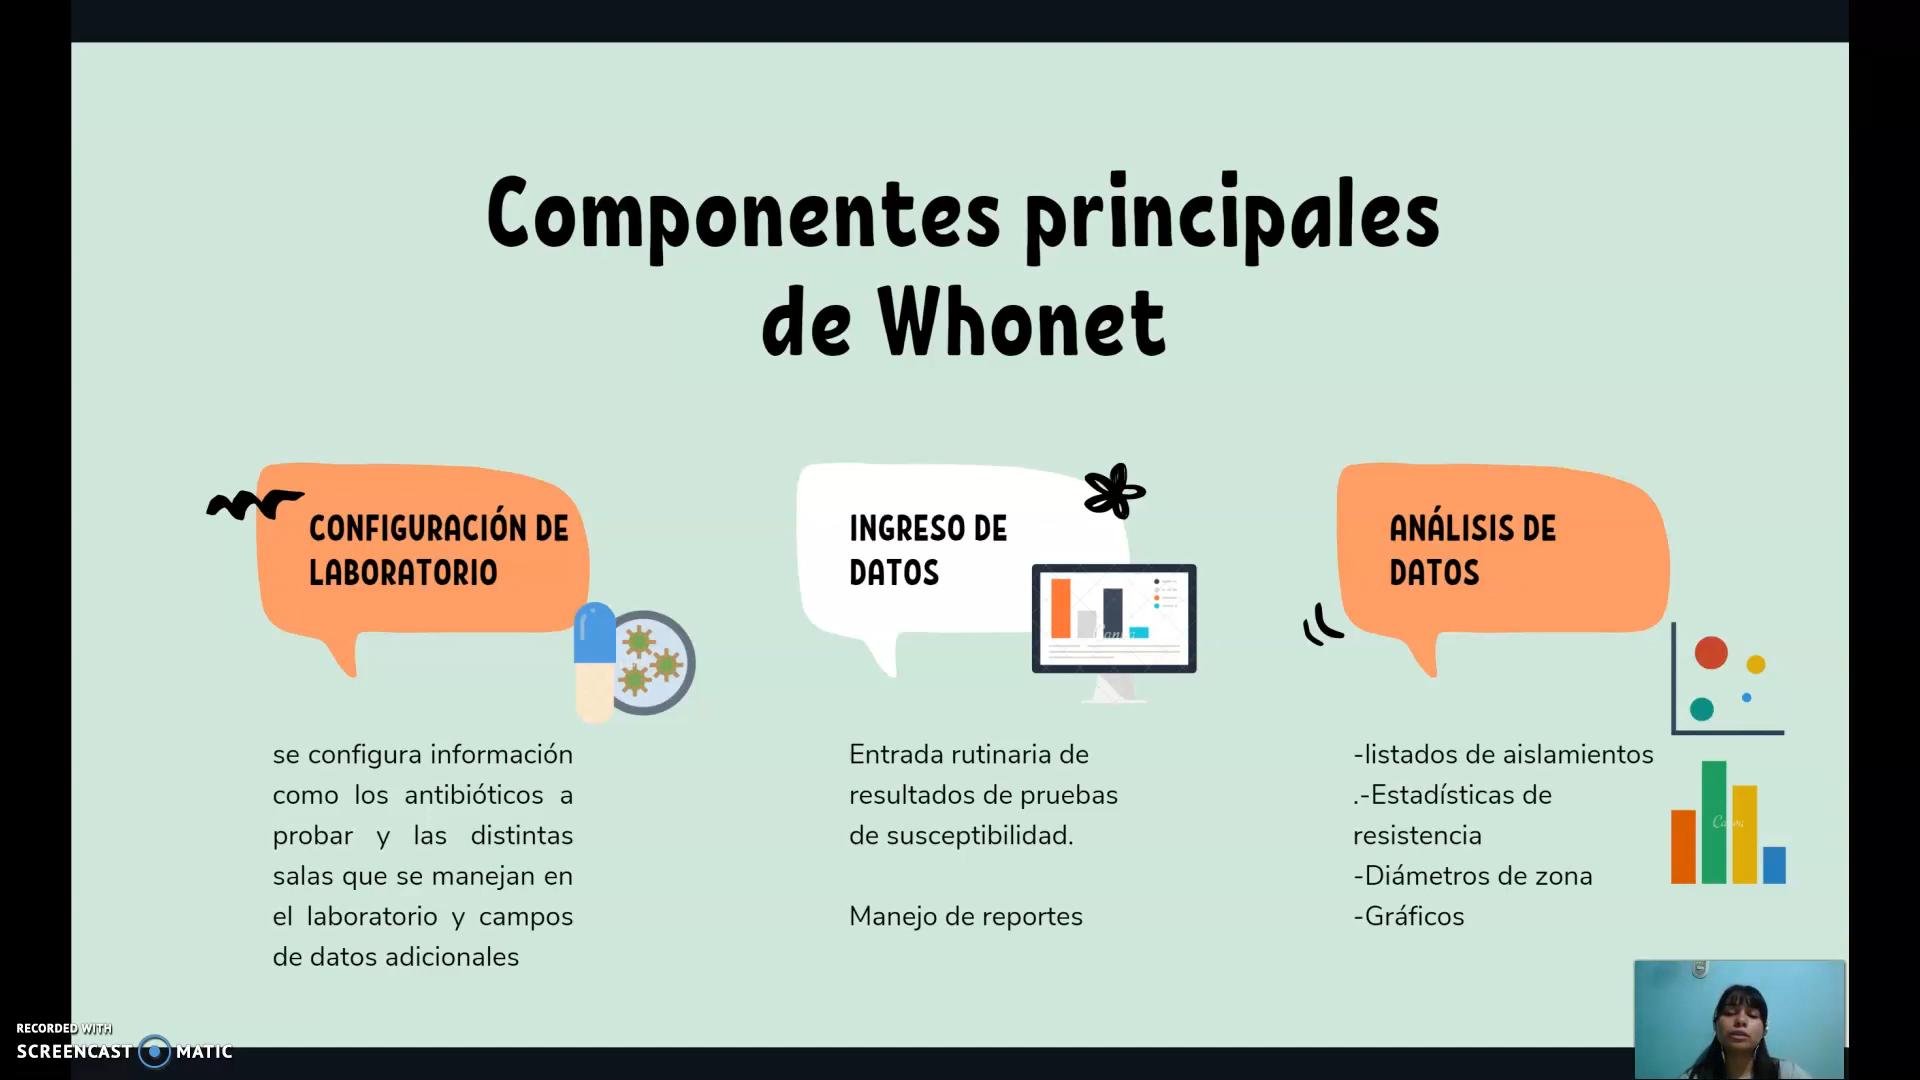 Componentes principales
de Whonet
CONFIGURACIÓN DE
LABORATORIO
INGRESO DE
DATOS
ANÁLISIS DE
DATOS
se configura información
como los antibióticos a
probar y las distintas
salas que se manejan en
el laboratorio y campos
de datos adicionales
Entrada rutinaria de
resultados de pruebas
de susceptibilidad.
Manejo de reportes
-listados de aislamientos
.-Estadísticas de
resistencia
-Diámetros de zona
-Gráficos
Canva
Canva
RECORDED WITH
SCREENCAST MATIC